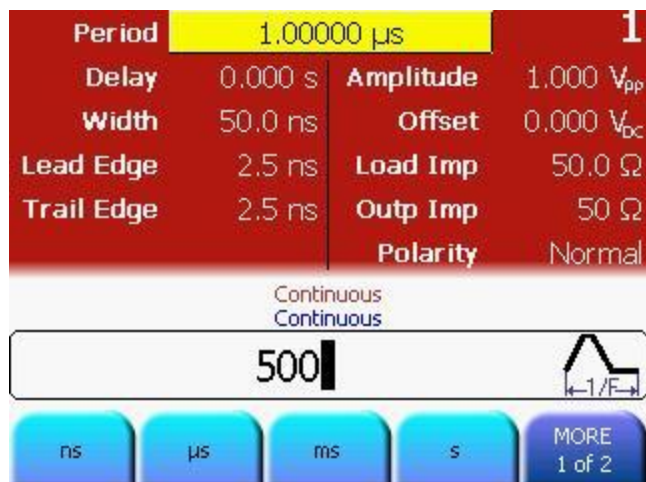 Period 1.00000 µs 1
Delay 0.000 s Amplitude 1.000 Vpp
Width 50.0 ns Offset 0.000 VDC
Lead Edge 2.5 ns Load Imp 50.0 Ω
Trail Edge 2.5 ns Outp Imp 50 Ω
Polarity Normal
Continuous
Continuous
500
1/F
ns µs ms s MORE
1 of 2